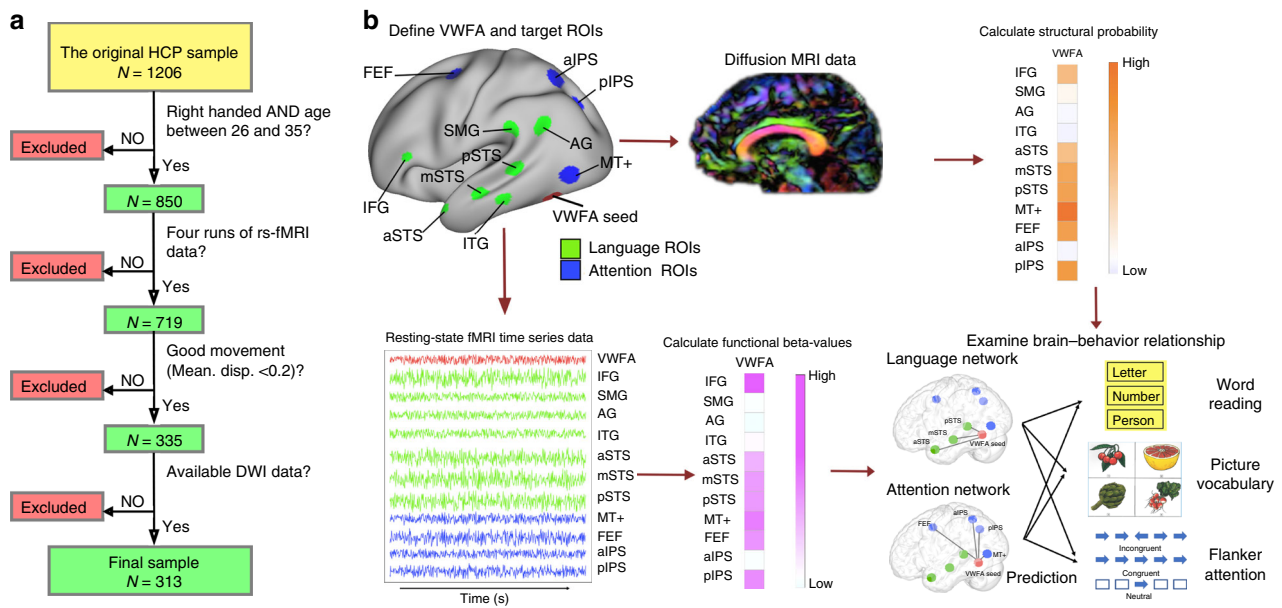 a
The original HCP sample
N = 1206
Right handed AND age
between 26 and 35?
NO
Excluded
Yes
N = 850
Four runs of rs-fMRI
data?
NO
Excluded
Yes
N = 719
Good movement
(Mean. disp. <0.2)?
NO
Excluded
Yes
N = 335
Available DWI data?
NO
Excluded
Yes
Final sample
N = 313
b
Define VWFA and target ROIs
FEF
aIPS
pIPS
SMG
AG
pSTS
MT+
mSTS
IFG
aSTS
ITG
VWFA seed
Language ROIs
Attention ROIs
Diffusion MRI data
Calculate structural probability
VWFA
IFG
SMG
AG
ITG
aSTS
mSTS
pSTS
MT+
FEF
aIPS
pIPS
High
Low
Resting-state fMRI time series data
VWFA
IFG
SMG
AG
ITG
aSTS
mSTS
pSTS
MT+
FEF
aIPS
pIPS
Time (s)
Calculate functional beta-values
VWFA
IFG
SMG
AG
ITG
aSTS
mSTS
pSTS
MT+
FEF
aIPS
pIPS
High
Low
Examine brain–behavior relationship
Language network
pSTS
mSTS
aSTS
VWFA seed
Attention network
aIPS
FEF
pIPS
MT+
VWFA seed
Prediction
Letter
Number
Person
Word
reading
Picture
vocabulary
Incongruent
Congruent
Neutral
Flanker
attention